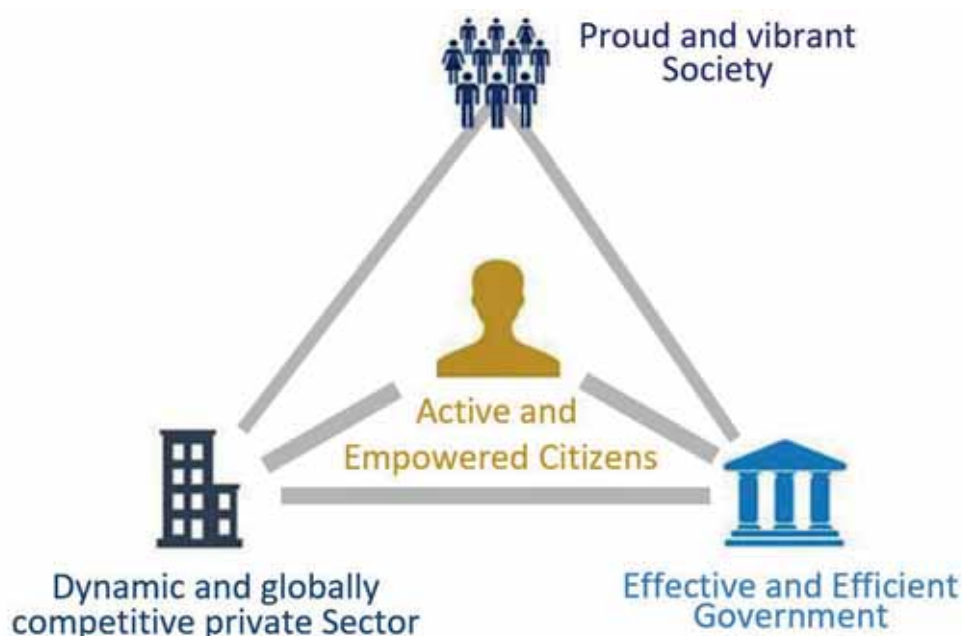 Proud and vibrant
Society
Active and
Empowered Citizens
Dynamic and globally
competitive private Sector
Effective and Efficient
Government